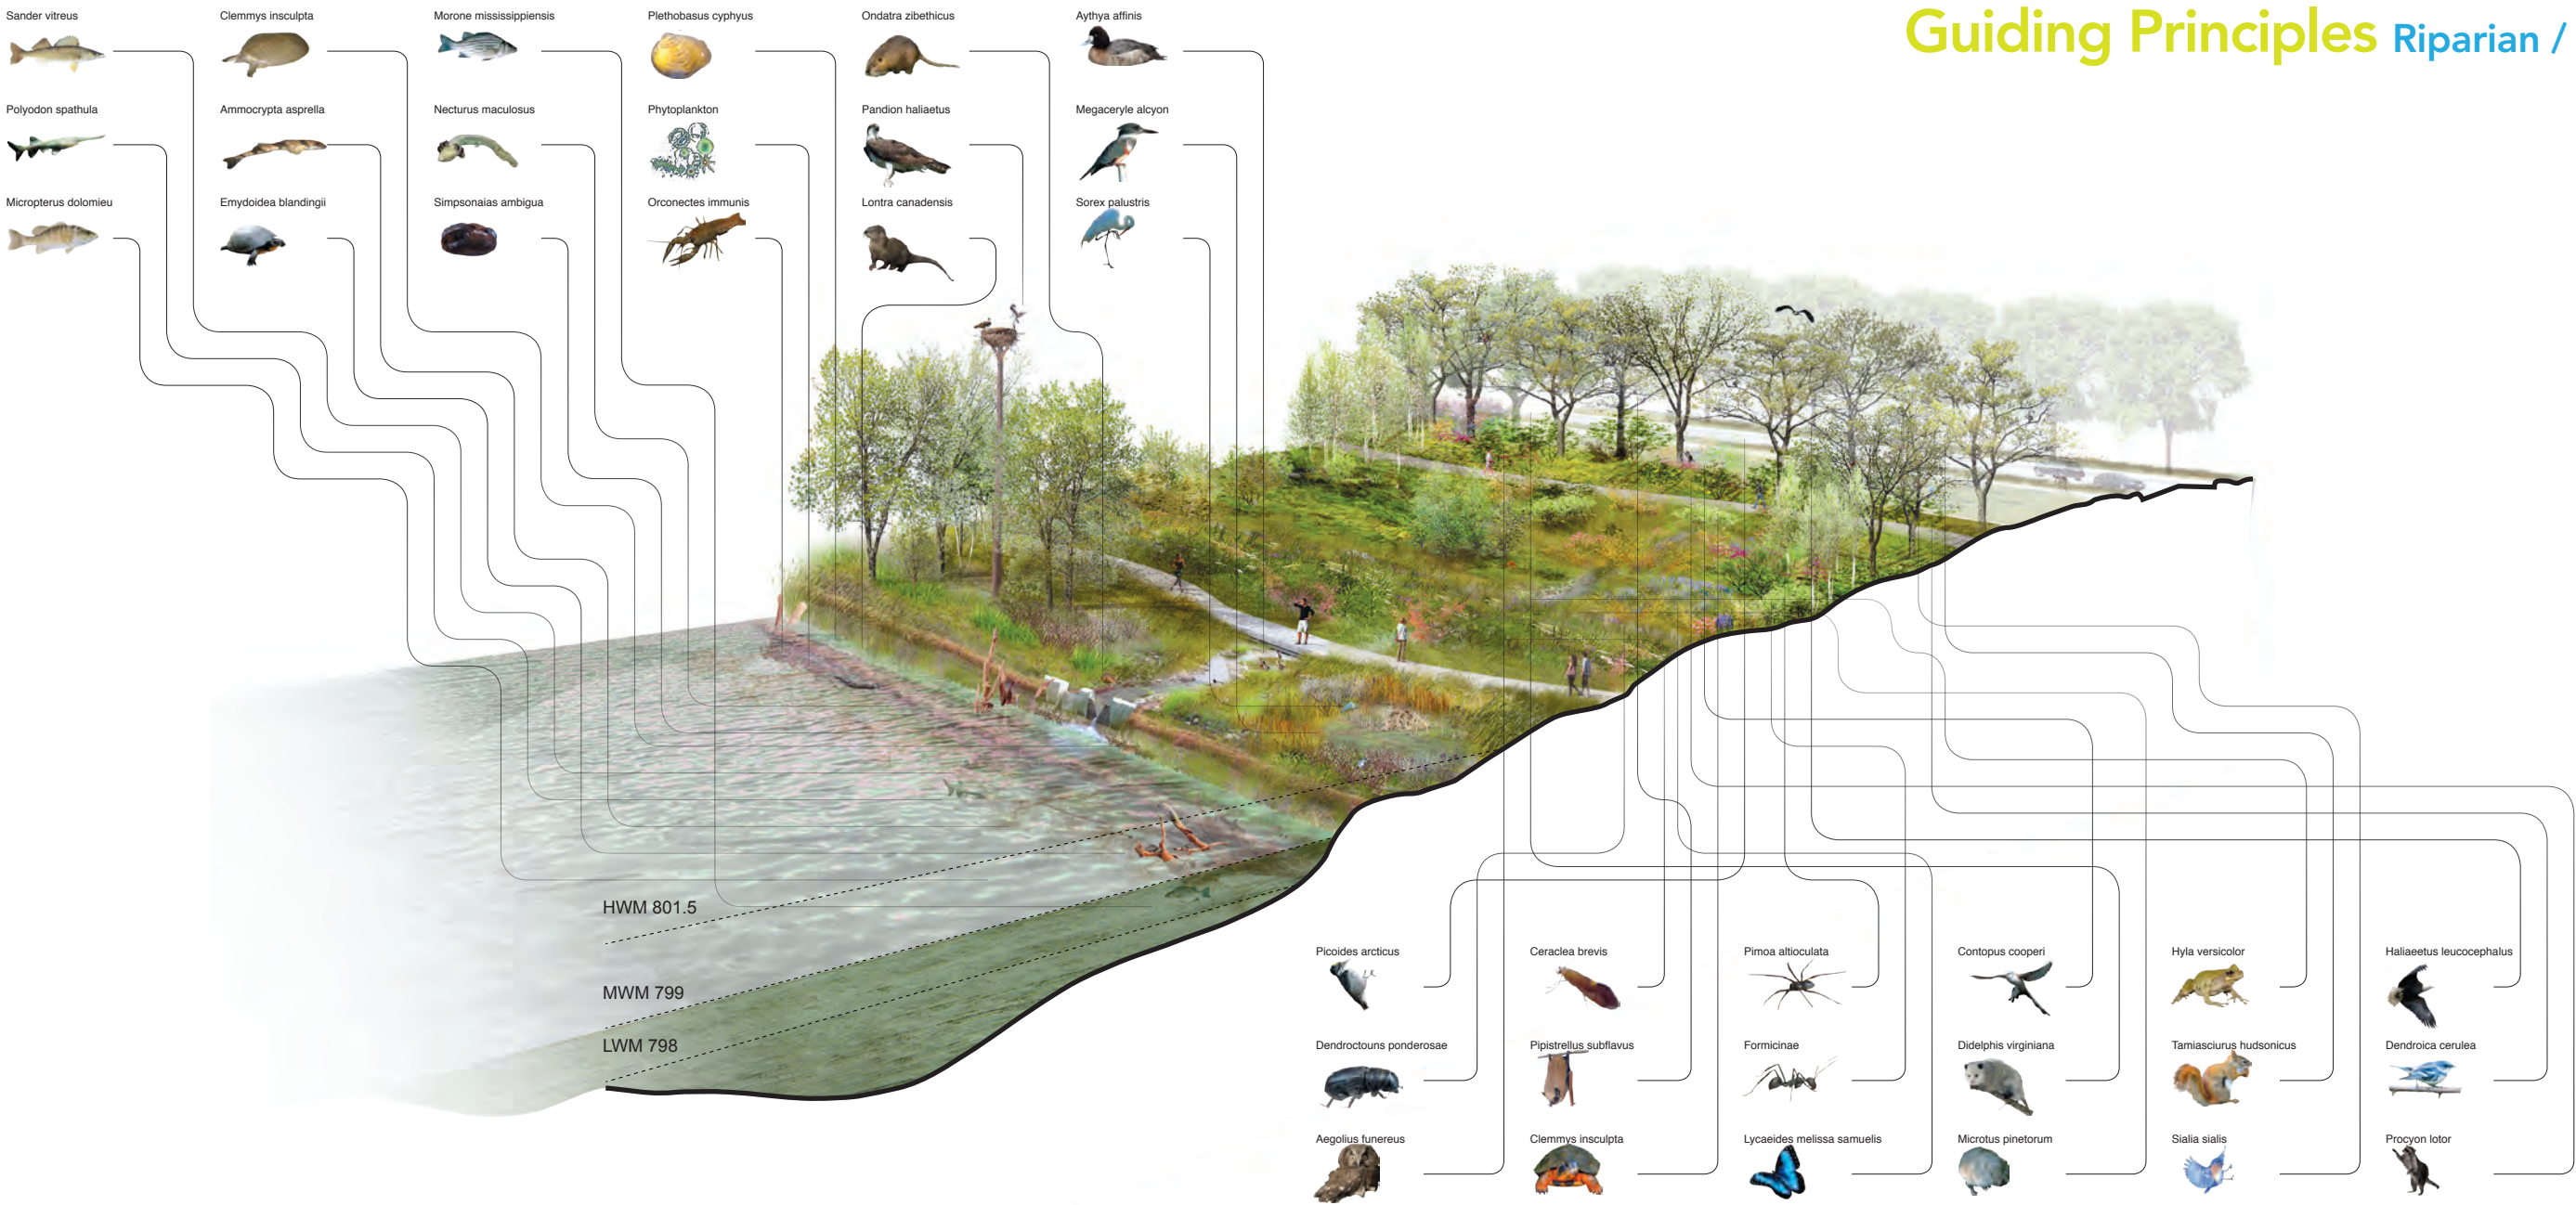 Guiding Principles Riparian /
Sander vitreus
Clemmys insculpta
Morone mississippiensis
Plethobasus cyphyus
Ondatra zibethicus
Aythya affinis
Polyodon spathula
Ammocrypta asprella
Necturus maculosus
Phytoplankton
Pandion haliaetus
Megaceryle alcyon
Micropterus dolomieu
Emydoidea blandingii
Simpsonaias ambigua
Orconectes immunis
Lontra canadensis
Sorex palustris
HWM 801.5
MWM 799
LWM 798
Picoides arcticus
Ceraclea brevis
Pimoa altioculata
Contopus cooperi
Hyla versicolor
Haliaeetus leucocephalus
Dendroctouns ponderosae
Pipistrellus subflavus
Formicinae
Didelphis virginiana
Tamiasciurus hudsonicus
Dendroica cerulea
Aegolius funereus
Clemmys insculpta
Lycaeides melissa samuelis
Microtus pinetorum
Sialia sialis
Procyon lotor